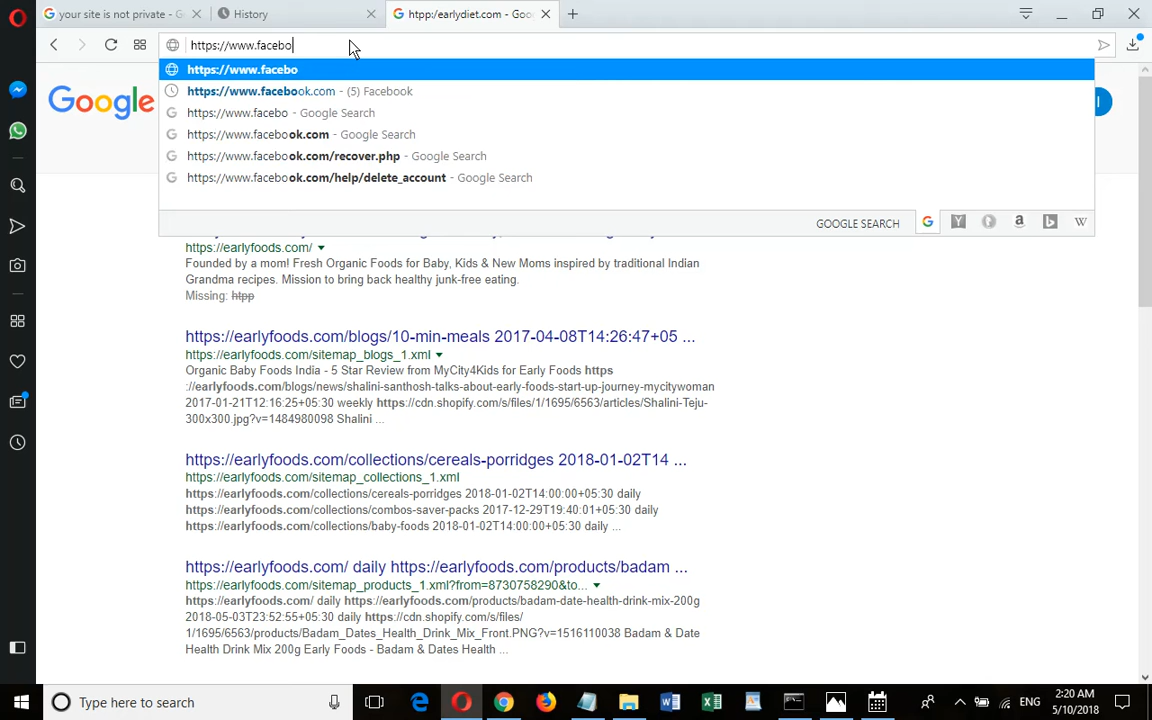 your site is not private - G
History
htpp:/earlydiet.com - Goo
https://www.facebo
https://www.facebo
https://www.facebook.com - (5) Facebook
https://www.facebo - Google Search
https://www.facebook.com - Google Search
https://www.facebook.com/recover.php - Google Search
https://www.facebook.com/help/delete_account - Google Search
GOOGLE SEARCH
Google
https://earlyfoods.com/
Founded by a mom! Fresh Organic Foods for Baby, Kids & New Moms inspired by traditional Indian
Grandma recipes. Mission to bring back healthy junk-free eating.
Missing: htpp
https://earlyfoods.com/blogs/10-min-meals 2017-04-08T14:26:47+05 ...
https://earlyfoods.com/sitemap_blogs_1.xml
Organic Baby Foods India - 5 Star Review from MyCity4Kids for Early Foods https
://earlyfoods.com/blogs/news/shalini-santhosh-talks-about-early-foods-start-up-journey-mycitywoman
2017-01-21T12:16:25+05:30 weekly https://cdn.shopify.com/s/files/1/1695/6563/articles/Shalini-Teju-
300x300.jpg?v=1484980098 Shalini ...
https://earlyfoods.com/collections/cereals-porridges 2018-01-02T14 ...
https://earlyfoods.com/sitemap_collections_1.xml
https://earlyfoods.com/collections/cereals-porridges 2018-01-02T14:00:00+05:30 daily
https://earlyfoods.com/collections/combos-saver-packs 2017-12-29T19:40:01+05:30 daily
https://earlyfoods.com/collections/baby-foods 2018-01-02T14:00:00+05:30 daily ...
https://earlyfoods.com/ daily https://earlyfoods.com/products/badam ...
https://earlyfoods.com/sitemap_products_1.xml?from=8730758290&to...
https://earlyfoods.com/ daily https://earlyfoods.com/products/badam-date-health-drink-mix-200g
2018-05-03T23:52:55+05:30 daily https://cdn.shopify.com/s/files/
1/1695/6563/products/Badam_Dates_Health_Drink_Mix_Front.PNG?v=1516110038 Badam & Date
Health Drink Mix 200g Early Foods - Badam & Dates Health ...
Type here to search
ENG
2:20 AM
5/10/2018